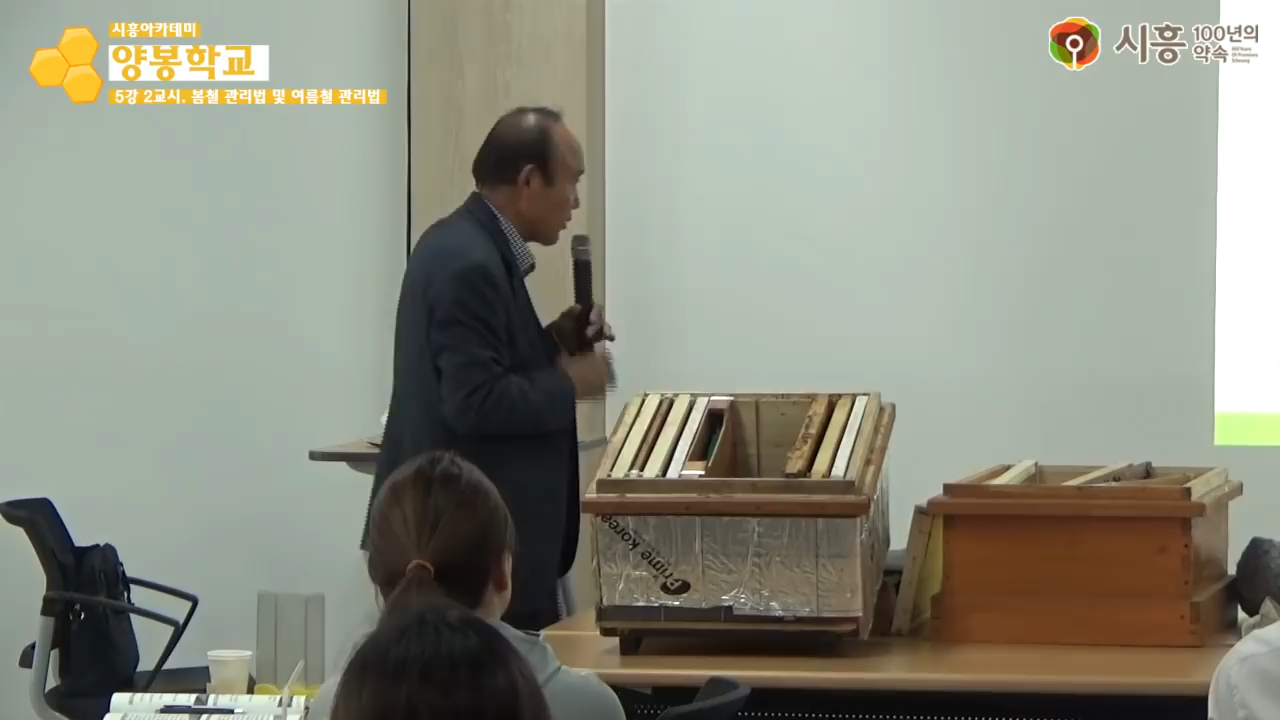 시흥아카데미
양봉학교
5강 2교시. 봄철 관리법 및 여름철 관리법
시흥 100년의 약속
Prime korea